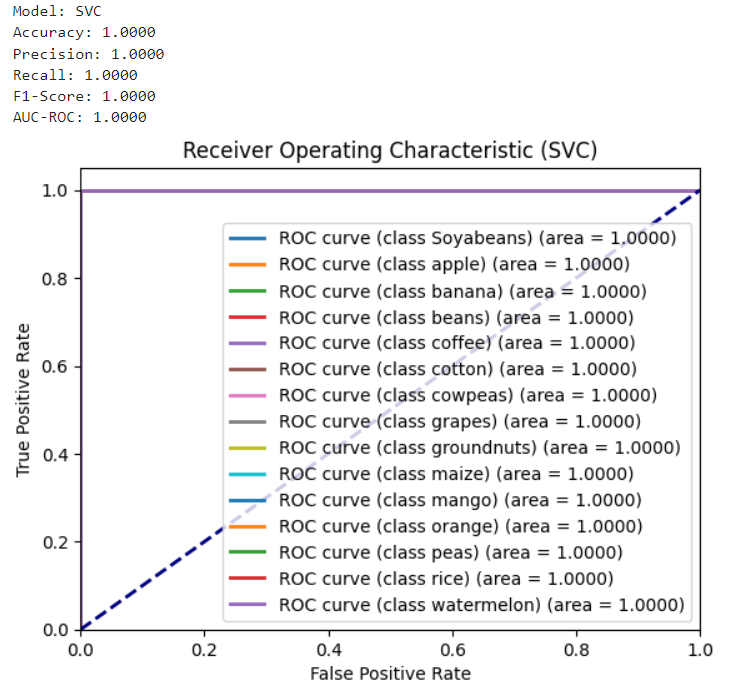 Model: SVC
Accuracy: 1.0000
Precision: 1.0000
Recall: 1.0000
F1-Score: 1.0000
AUC-ROC: 1.0000
Receiver Operating Characteristic (SVC)
1.0
0.8
0.6
0.4
0.2
0.0
True Positive Rate
ROC curve (class Soyabeans) (area = 1.0000)
ROC curve (class apple) (area = 1.0000)
ROC curve (class banana) (area = 1.0000)
ROC curve (class beans) (area = 1.0000)
ROC curve (class coffee) (area = 1.0000)
ROC curve (class cotton) (area = 1.0000)
ROC curve (class cowpeas) (area = 1.0000)
ROC curve (class grapes) (area = 1.0000)
ROC curve (class groundnuts) (area = 1.0000)
ROC curve (class maize) (area = 1.0000)
ROC curve (class mango) (area = 1.0000)
ROC curve (class orange) (area = 1.0000)
ROC curve (class peas) (area = 1.0000)
ROC curve (class rice) (area = 1.0000)
ROC curve (class watermelon) (area = 1.0000)
0.0 0.2 0.4 0.6 0.8 1.0
False Positive Rate